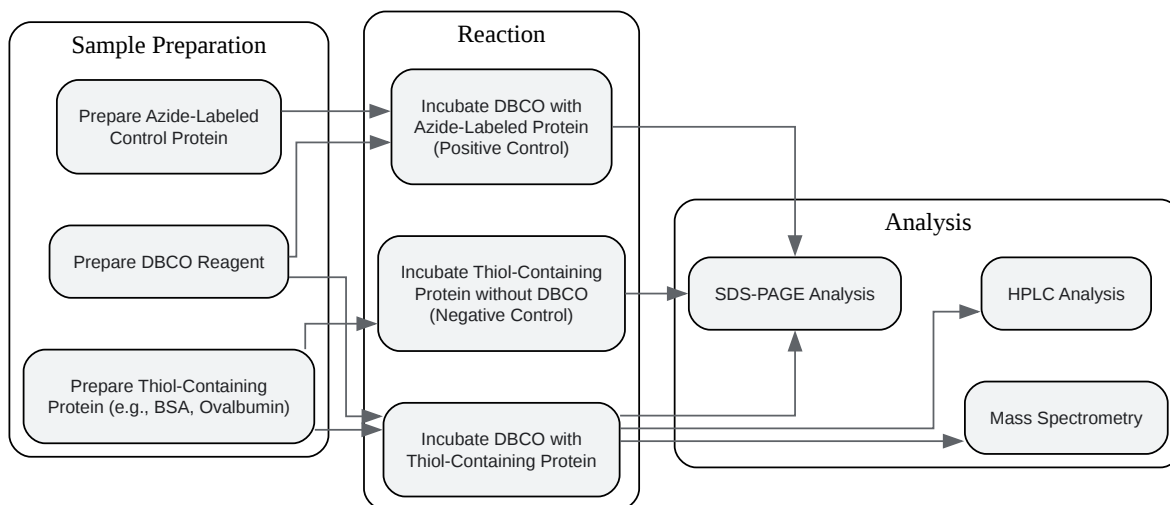 Sample Preparation
Prepare Azide-Labeled
Control Protein
Prepare DBCO Reagent
Prepare Thiol-Containing
Protein (e.g., BSA, Ovalbumin)
Reaction
Incubate DBCO with
Azide-Labeled Protein
(Positive Control)
Incubate Thiol-Containing
Protein without DBCO
(Negative Control)
Incubate DBCO with
Thiol-Containing Protein
Analysis
SDS-PAGE Analysis
HPLC Analysis
Mass Spectrometry